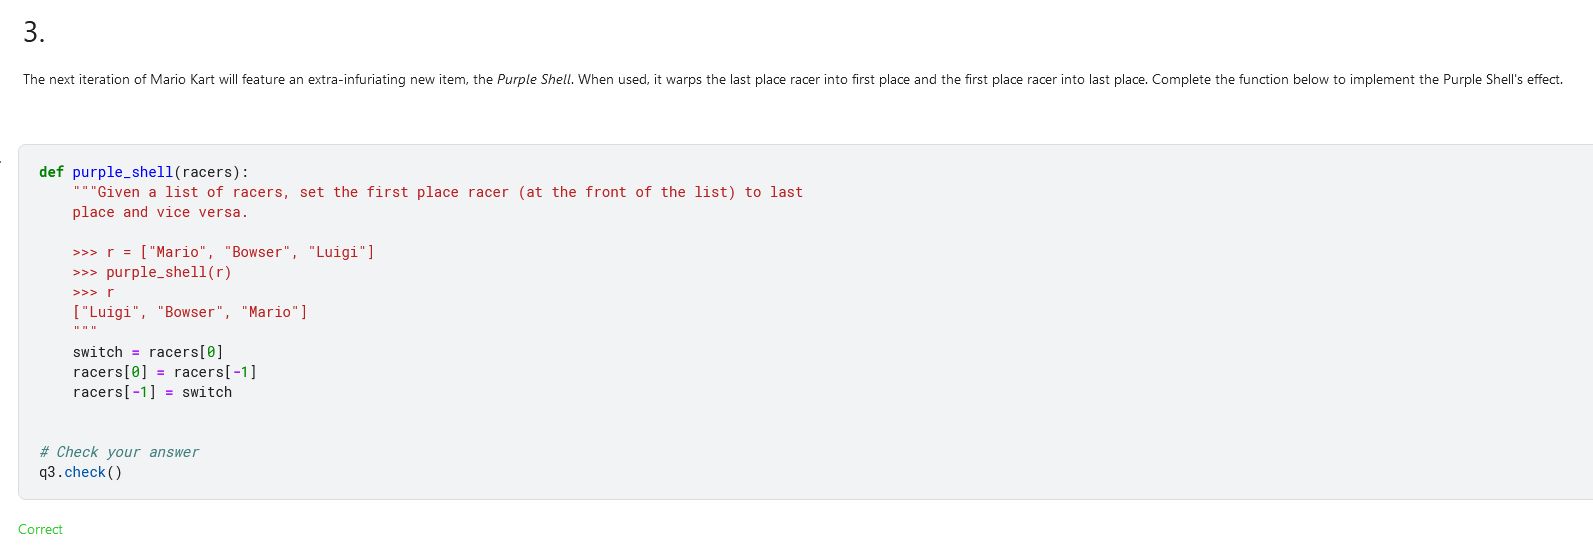 3.
The next iteration of Mario Kart will feature an extra-infuriating new item, the Purple Shell. When used, it warps the last place racer into first place and the first place racer into last place. Complete the function below to implement the Purple Shell's effect.
def purple_shell(racers):
    """Given a list of racers, set the first place racer (at the front of the list) to last
    place and vice versa.
    >>> r = ["Mario", "Bowser", "Luigi"]
    >>> purple_shell(r)
    >>> r
    ["Luigi", "Bowser", "Mario"]
    """
    switch = racers[0]
    racers[0] = racers[-1]
    racers[-1] = switch
# Check your answer
q3.check()
Correct